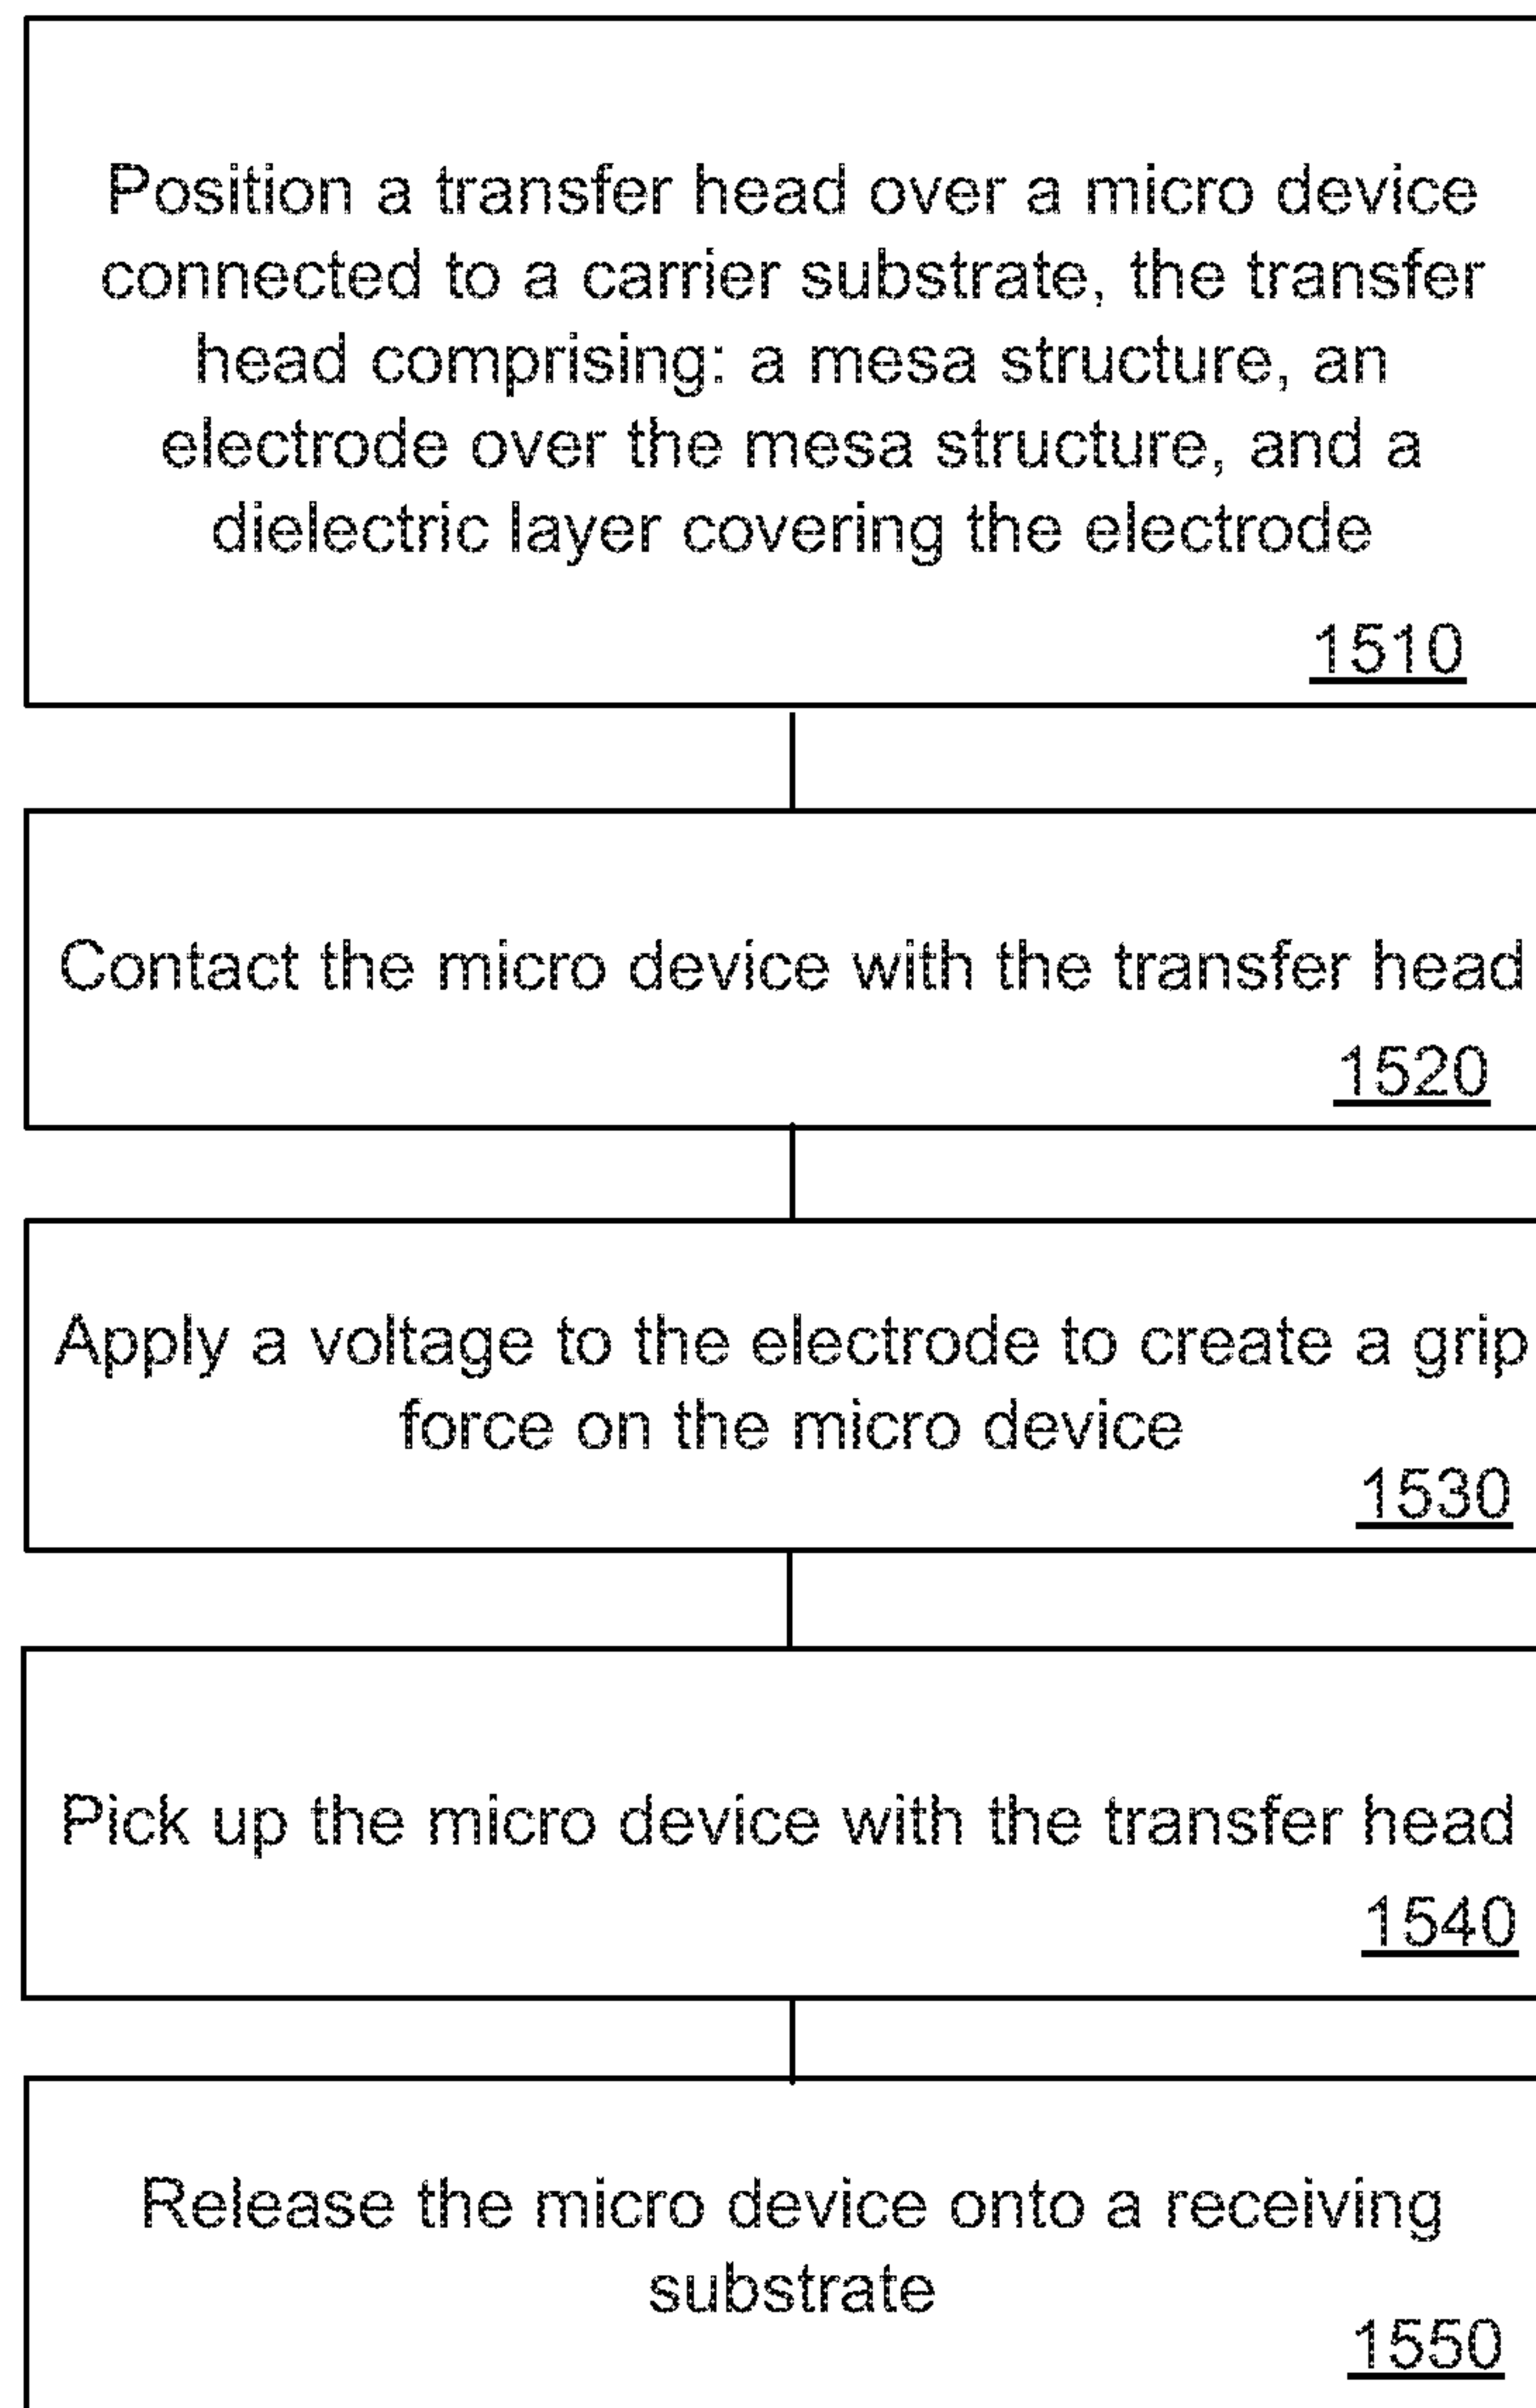 Position a transfer head over a micro device
connected to a carrier substrate, the transfer
head comprising: a mesa structure, an
electrode over the mesa structure, and a
dielectric layer covering the electrode
1510
Contact the micro device with the transfer head
1520
Apply a voltage to the electrode to create a grip
force on the micro device
1530
Pick up the micro device with the transfer head
1540
Release the micro device onto a receiving
substrate
1550